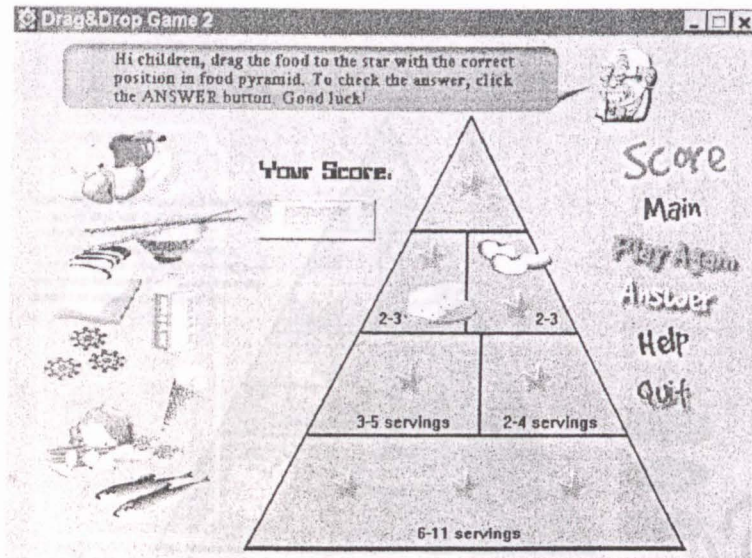 Drag&Drop Game 2
Hi children, drag the food to the star with the correct
position in food pyramid. To check the answer, click
the ANSWER button. Good luck!
Your Score:
Score
Main
Play Again
Answer
Help
Quit
2-3
2-3
3-5 servings
2-4 servings
6-11 servings